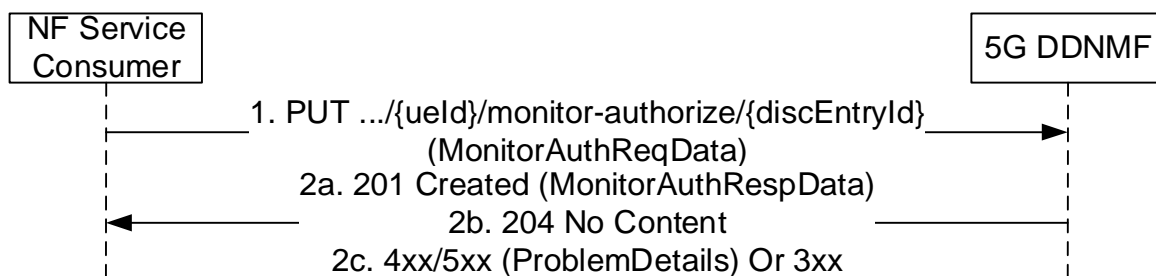 NF Service
Consumer
5G DDNMF
1. PUT .../{ueId}/monitor-authorize/{discEntryId}
(MonitorAuthReqData)
2a. 201 Created (MonitorAuthRespData)
2b. 204 No Content
2c. 4xx/5xx (ProblemDetails) Or 3xx